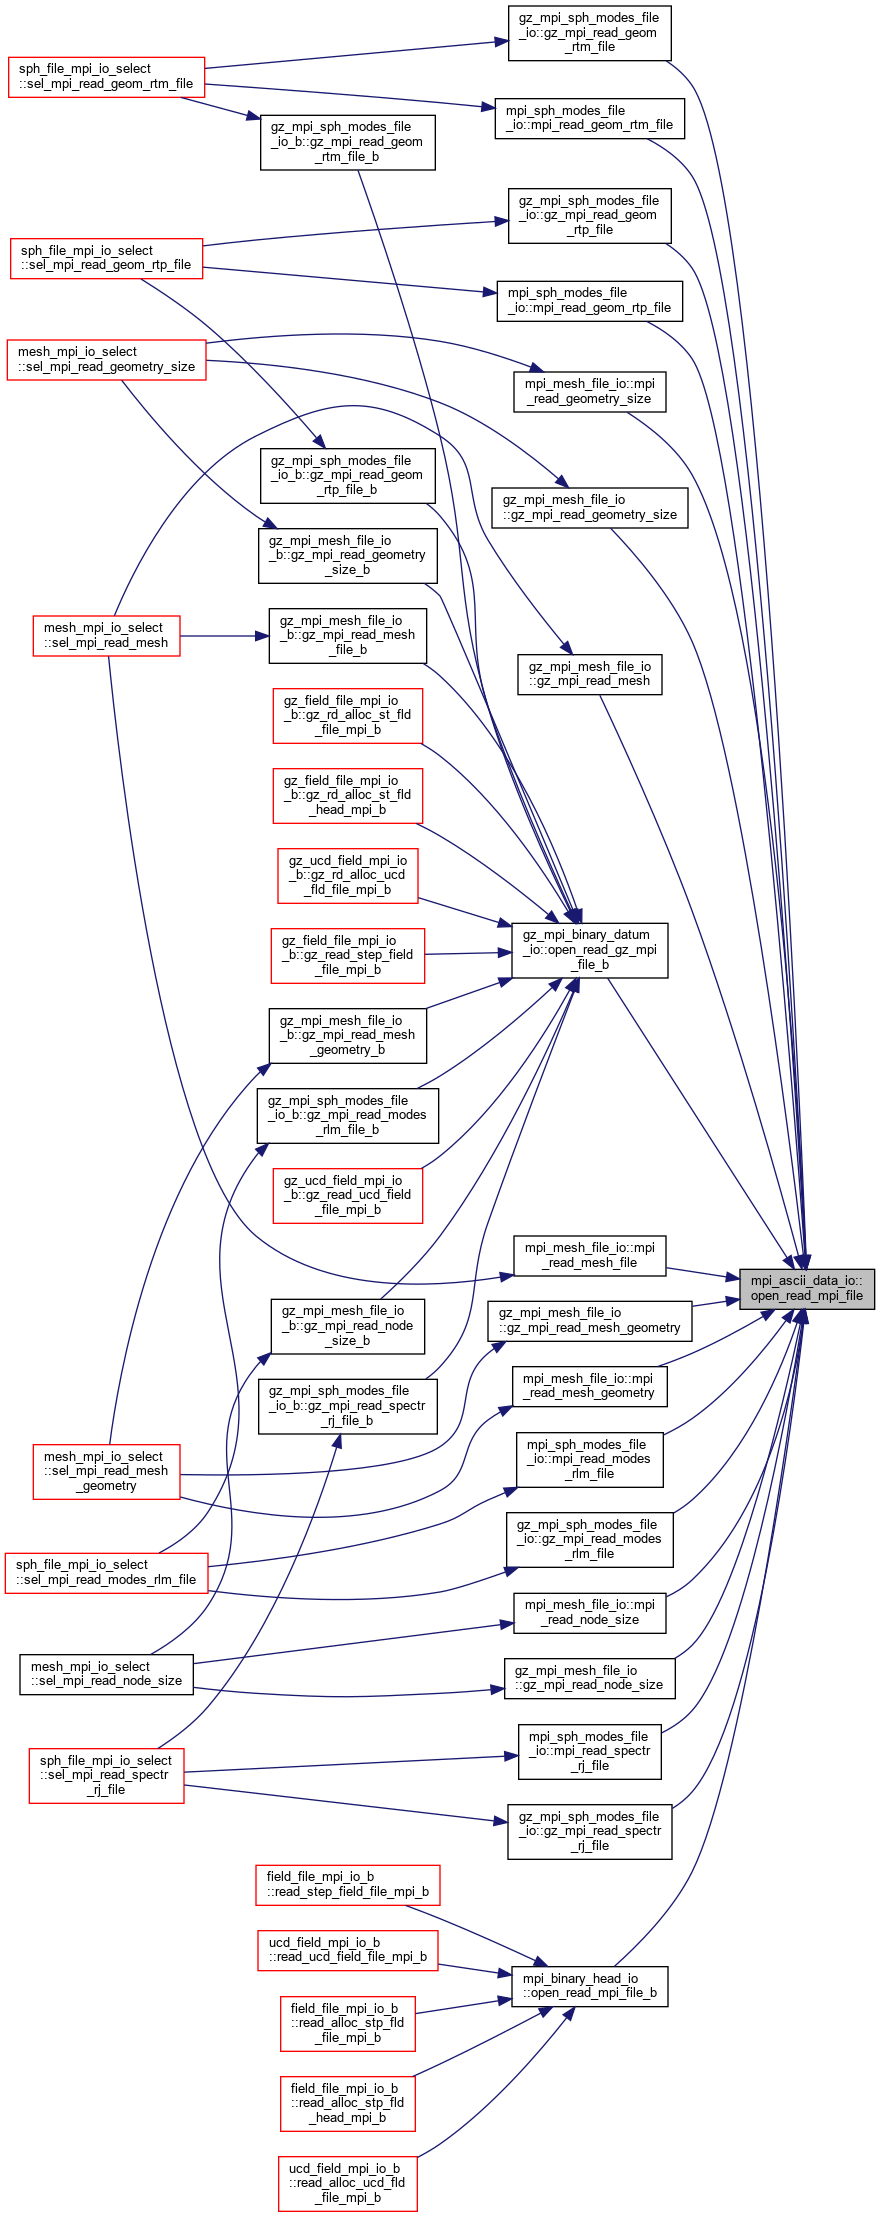 gz_mpi_sph_modes_file
_io::gz_mpi_read_geom
_rtm_file
sph_file_mpi_io_select
::sel_mpi_read_geom_rtm_file
mpi_sph_modes_file
_io::mpi_read_geom_rtm_file
gz_mpi_sph_modes_file
_io_b::gz_mpi_read_geom
_rtm_file_b
gz_mpi_sph_modes_file
_io::gz_mpi_read_geom
_rtp_file
sph_file_mpi_io_select
::sel_mpi_read_geom_rtp_file
mpi_sph_modes_file
_io::mpi_read_geom_rtp_file
mesh_mpi_io_select
::sel_mpi_read_geometry_size
mpi_mesh_file_io::mpi
_read_geometry_size
gz_mpi_sph_modes_file
_io_b::gz_mpi_read_geom
_rtp_file_b
gz_mpi_mesh_file_io
::gz_mpi_read_geometry_size
gz_mpi_mesh_file_io
_b::gz_mpi_read_geometry
_size_b
mesh_mpi_io_select
::sel_mpi_read_mesh
gz_mpi_mesh_file_io
_b::gz_mpi_read_mesh
_file_b
gz_mpi_mesh_file_io
::gz_mpi_read_mesh
gz_field_file_mpi_io
_b::gz_rd_alloc_st_fld
_file_mpi_b
gz_field_file_mpi_io
_b::gz_rd_alloc_st_fld
_head_mpi_b
gz_ucd_field_mpi_io
_b::gz_rd_alloc_ucd
_fld_file_mpi_b
gz_mpi_binary_datum
_io::open_read_gz_mpi
_file_b
gz_field_file_mpi_io
_b::gz_read_step_field
_file_mpi_b
gz_mpi_mesh_file_io
_b::gz_mpi_read_mesh
_geometry_b
gz_mpi_sph_modes_file
_io_b::gz_mpi_read_modes
_rlm_file_b
gz_ucd_field_mpi_io
_b::gz_read_ucd_field
_file_mpi_b
mpi_mesh_file_io::mpi
_read_mesh_file
mpi_ascii_data_io::
open_read_mpi_file
gz_mpi_mesh_file_io
_b::gz_mpi_read_node
_size_b
gz_mpi_mesh_file_io
::gz_mpi_read_mesh_geometry
mpi_mesh_file_io::mpi
_read_mesh_geometry
gz_mpi_sph_modes_file
_io_b::gz_mpi_read_spectr
_rj_file_b
mesh_mpi_io_select
::sel_mpi_read_mesh
_geometry
mpi_sph_modes_file
_io::mpi_read_modes
_rlm_file
gz_mpi_sph_modes_file
_io::gz_mpi_read_modes
_rlm_file
sph_file_mpi_io_select
::sel_mpi_read_modes_rlm_file
mpi_mesh_file_io::mpi
_read_node_size
mesh_mpi_io_select
::sel_mpi_read_node_size
gz_mpi_mesh_file_io
::gz_mpi_read_node_size
mpi_sph_modes_file
_io::mpi_read_spectr
_rj_file
sph_file_mpi_io_select
::sel_mpi_read_spectr
_rj_file
gz_mpi_sph_modes_file
_io::gz_mpi_read_spectr
_rj_file
field_file_mpi_io_b
::read_step_field_file_mpi_b
ucd_field_mpi_io_b
::read_ucd_field_file_mpi_b
mpi_binary_head_io
::open_read_mpi_file_b
field_file_mpi_io_b
::read_alloc_stp_fld
_file_mpi_b
field_file_mpi_io_b
::read_alloc_stp_fld
_head_mpi_b
ucd_field_mpi_io_b
::read_alloc_ucd_fld
_file_mpi_b